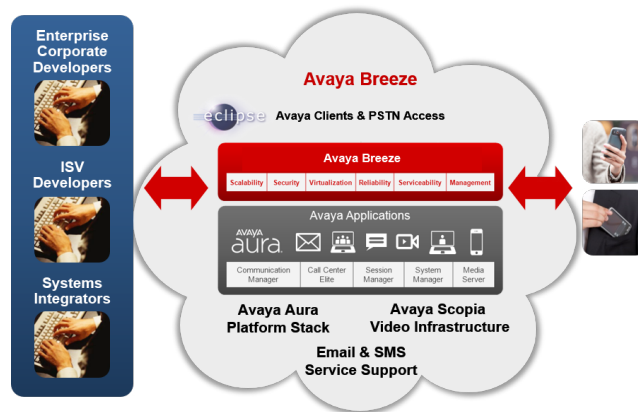 Enterprise
Corporate
Developers
ISV
Developers
Systems
Integrators
Avaya Breeze
eclipse
Avaya Clients & PSTN Access
Avaya Breeze
Scalability Security Virtualization Reliability Serviceability Management
Avaya Applications
AVAYA
aura
Communication
Manager
Call Center
Elite
Session
Manager
System
Manager
Media
Server
Avaya Aura
Platform Stack
Avaya Scopia
Video Infrastructure
Email & SMS
Service Support